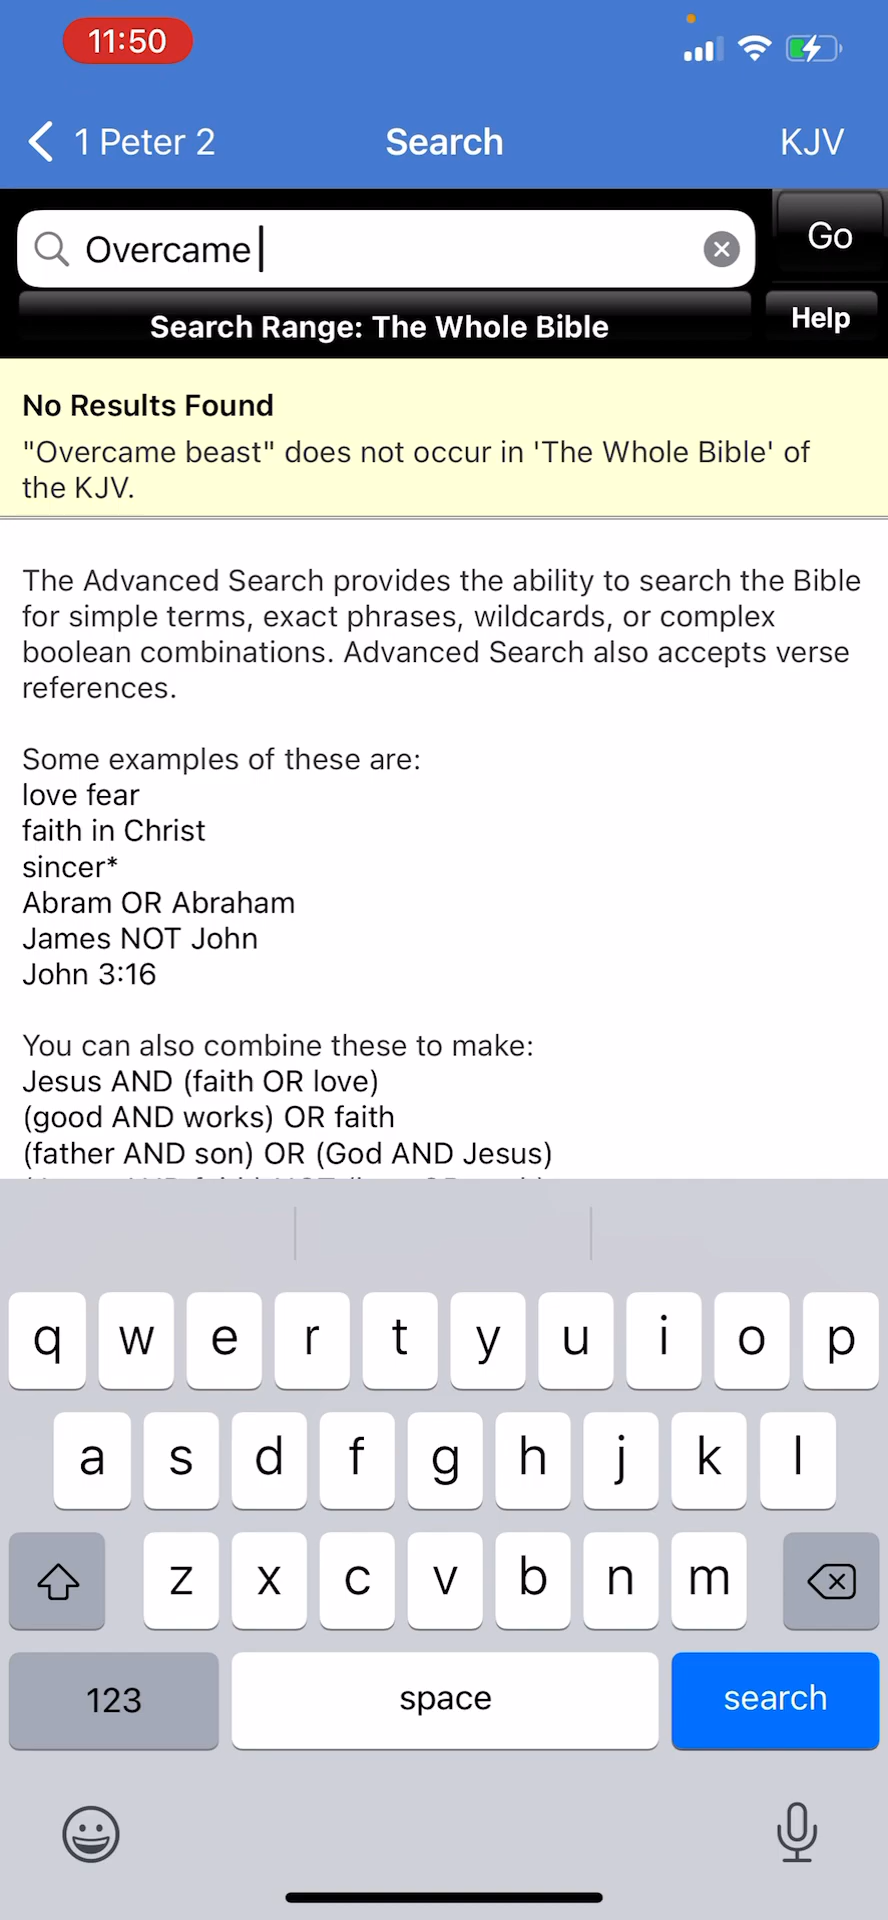 11:50
1 Peter 2
Search
KJV
Overcame
Go
Search Range: The Whole Bible
Help
No Results Found
"Overcame beast" does not occur in 'The Whole Bible' of
the KJV.
The Advanced Search provides the ability to search the Bible
for simple terms, exact phrases, wildcards, or complex
boolean combinations. Advanced Search also accepts verse
references.
Some examples of these are:
love fear
faith in Christ
sincer*
Abram OR Abraham
James NOT John
John 3:16
You can also combine these to make:
Jesus AND (faith OR love)
(good AND works) OR faith
(father AND son) OR (God AND Jesus)
q w e r t y u i o p
a s d f g h j k l
z x c v b n m
123 space search